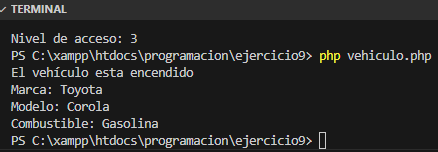 TERMINAL
Nivel de acceso: 3
PS C:\xampp\htdocs\programacion\ejercicio9> php vehiculo.php
El vehículo esta encendido
Marca: Toyota
Modelo: Corola
Combustible: Gasolina
PS C:\xampp\htdocs\programacion\ejercicio9>